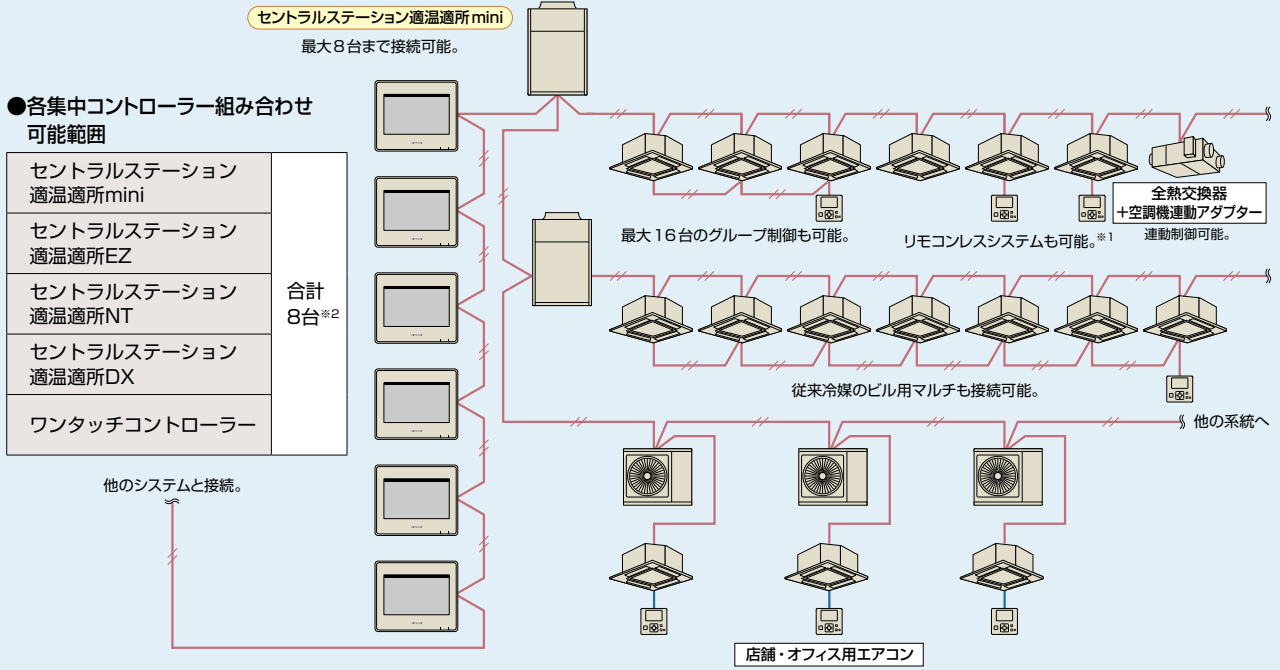 セントラルステーション適温適所mini
最大8台まで接続可能。
●各集中コントローラー組み合わせ
可能範囲
セントラルステーション
適温適所mini
セントラルステーション
適温適所EZ
セントラルステーション
適温適所NT
セントラルステーション
適温適所DX
ワンタッチコントローラー
合計
8台※2
他のシステムと接続。
最大16台のグループ制御も可能。
リモコンレスシステムも可能。※1
全熱交換器
+空調機連動アダプター
連動制御可能。
従来冷媒のビル用マルチも接続可能。
他の系統へ
店舗・オフィス用エアコン